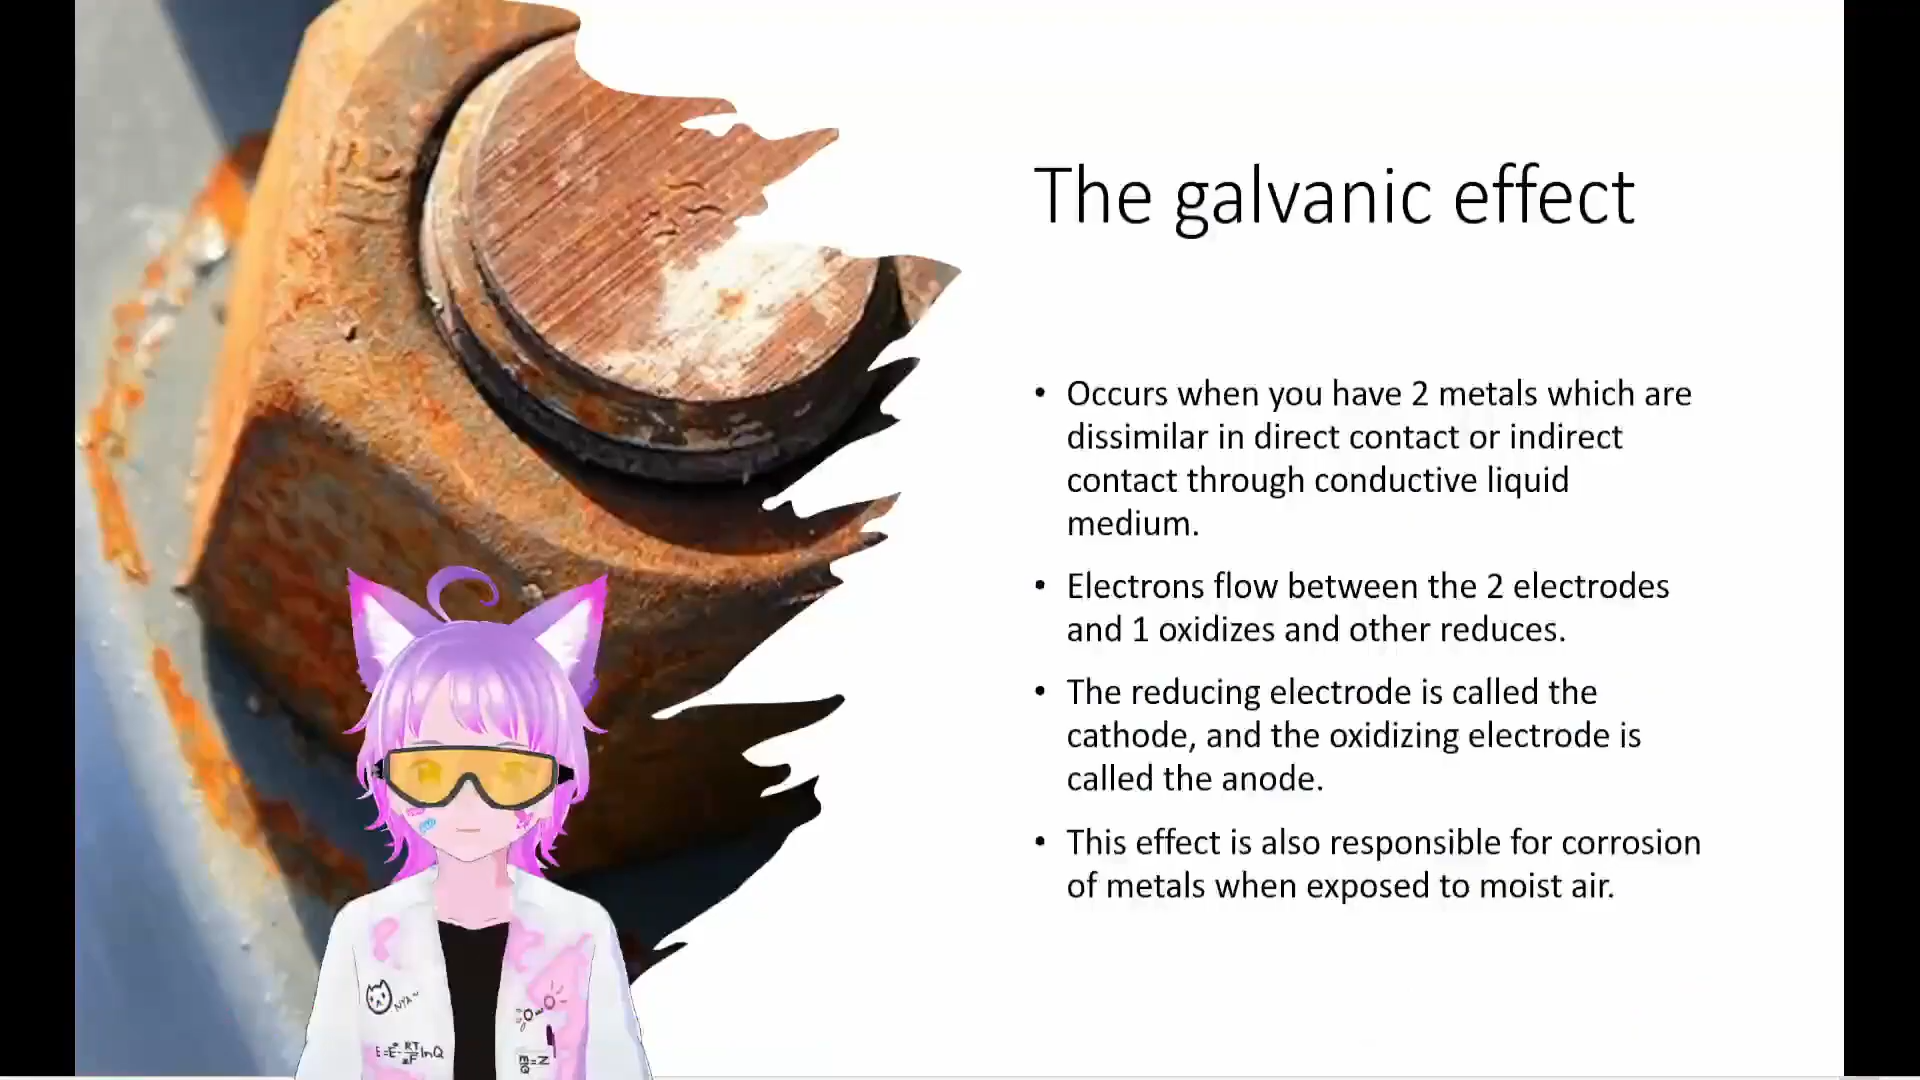 The galvanic effect
• Occurs when you have 2 metals which are
dissimilar in direct contact or indirect
contact through conductive liquid
medium.
• Electrons flow between the 2 electrodes
and 1 oxidizes and other reduces.
• The reducing electrode is called the
cathode, and the oxidizing electrode is
called the anode.
• This effect is also responsible for corrosion
of metals when exposed to moist air.
NYA~